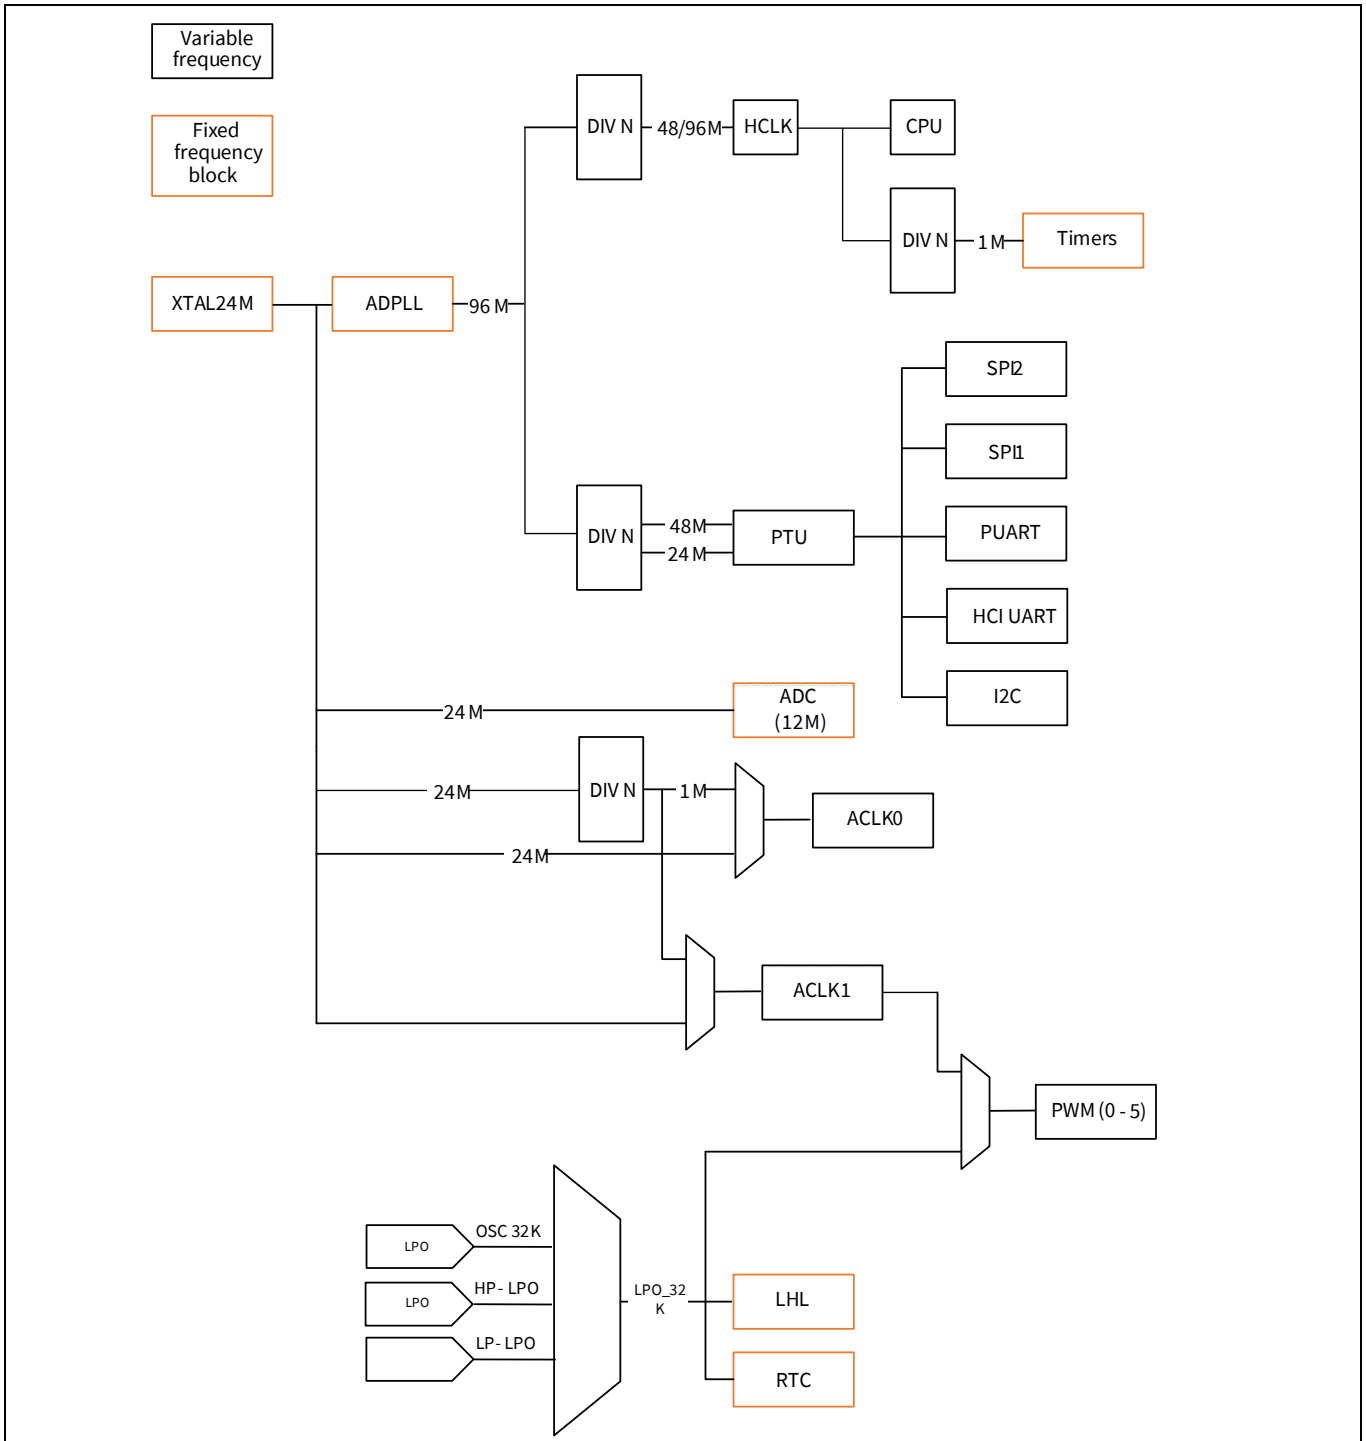 Variable
frequency
Fixed
frequency
block
DIV N
48/96M
HCLK
CPU
DIV N
1M
Timers
XTAL24M
ADPLL
96 M
SPI2
SPI1
DIV N
48M
24 M
PTU
PUART
HCI UART
I2C
24 M
ADC
(12M)
24M
DIV N
1M
ACLK0
24M
ACLK1
PWM (0 - 5)
LPO
OSC 32K
LPO
HP - LPO
LP - LPO
LPO_32
K
LHL
RTC